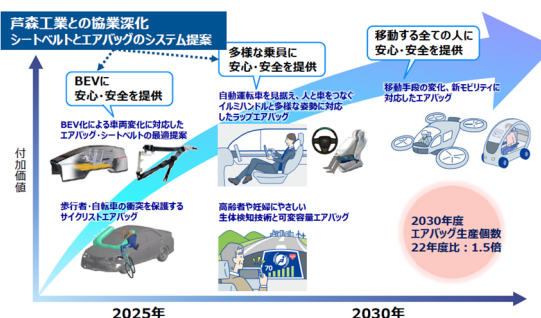 芦森工業との協業深化
シートベルトとエアバッグのシステム提案
BEVに
安心・安全を提供
多様な乗員に
安心・安全を提供
移動する全ての人に
安心・安全を提供
BEV化による車両変化に対応した
エアバッグ・シートベルトの最適提案
自動運転車を見据え、人と車をつなぐ
イルミハンドルと多様な姿勢に対応
したラップエアバッグ
移動手段の変化、新モビリティに
対応したエアバッグ
付加価値
歩行者・自転車の衝突を保護する
サイクリストエアバッグ
高齢者や妊婦にやさしい
生体検知技術と可変容量エアバッグ
70
2030年度
エアバッグ生産個数
22年度比：1.5倍
2025年
2030年